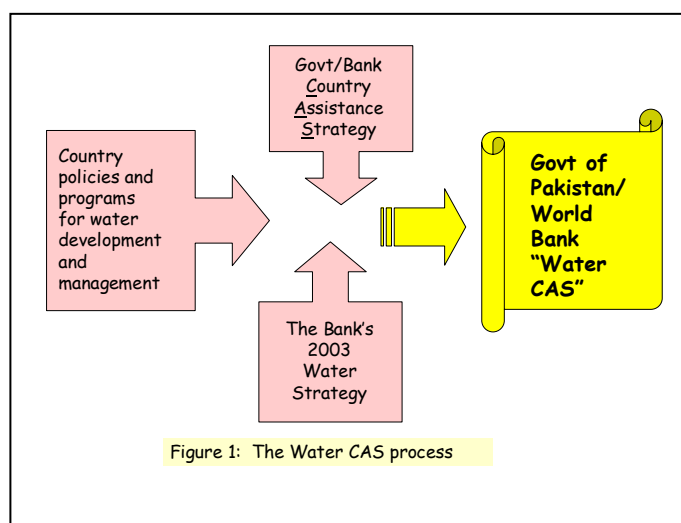 Govt/Bank
Country
Assistance
Strategy
Country
policies and
programs
for water
development
and
management
Govt of
Pakistan/
World
Bank
“Water
CAS”
The Bank’s
2003
Water
Strategy
Figure 1:  The Water CAS process